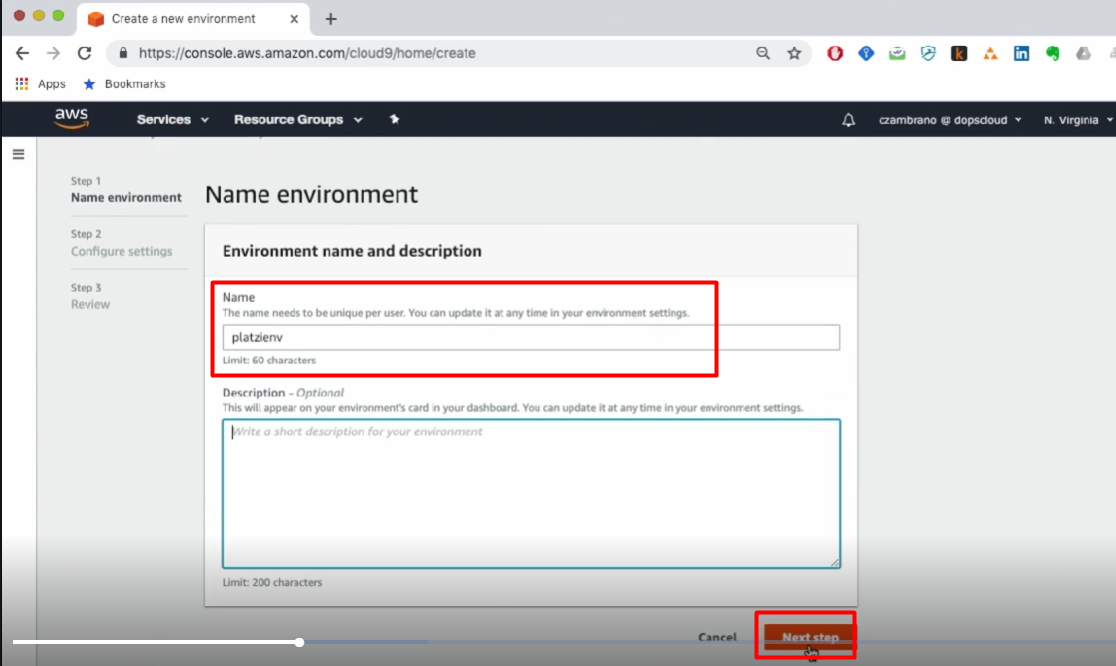 Create a new environment
https://console.aws.amazon.com/cloud9/home/create
Apps
Bookmarks
aws
Services
Resource Groups
czambrano @ dopscloud
N. Virginia
Step 1
Name environment
Step 2
Configure settings
Step 3
Review
Name environment
Environment name and description
Name
The name needs to be unique per user. You can update it at any time in your environment settings.
platzienv
Limit: 60 characters
Description – Optional
This will appear on your environment's card in your dashboard. You can update it at any time in your environment settings.
Write a short description for your environment
Limit: 200 characters
Cancel
Next step